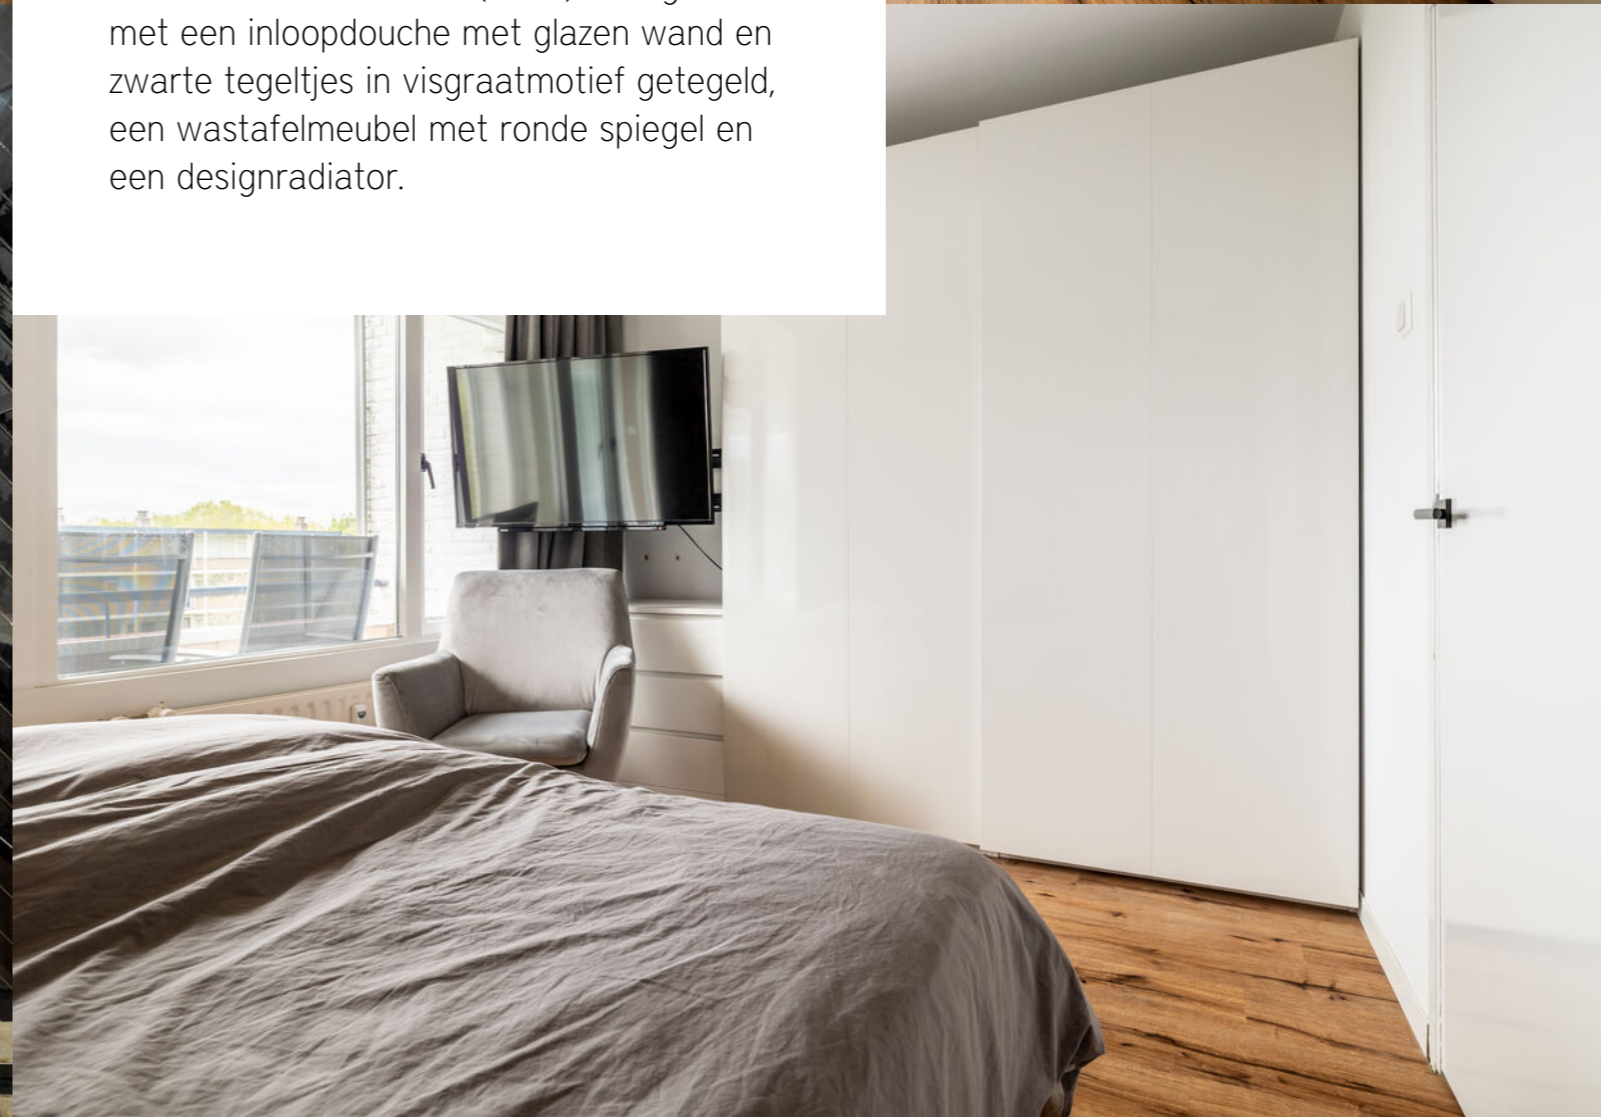 met een inloopdouche met glazen wand en
zwarte tegeltjes in visgraatmotief getegeld,
een wastafelmeubel met ronde spiegel en
een designradiator.